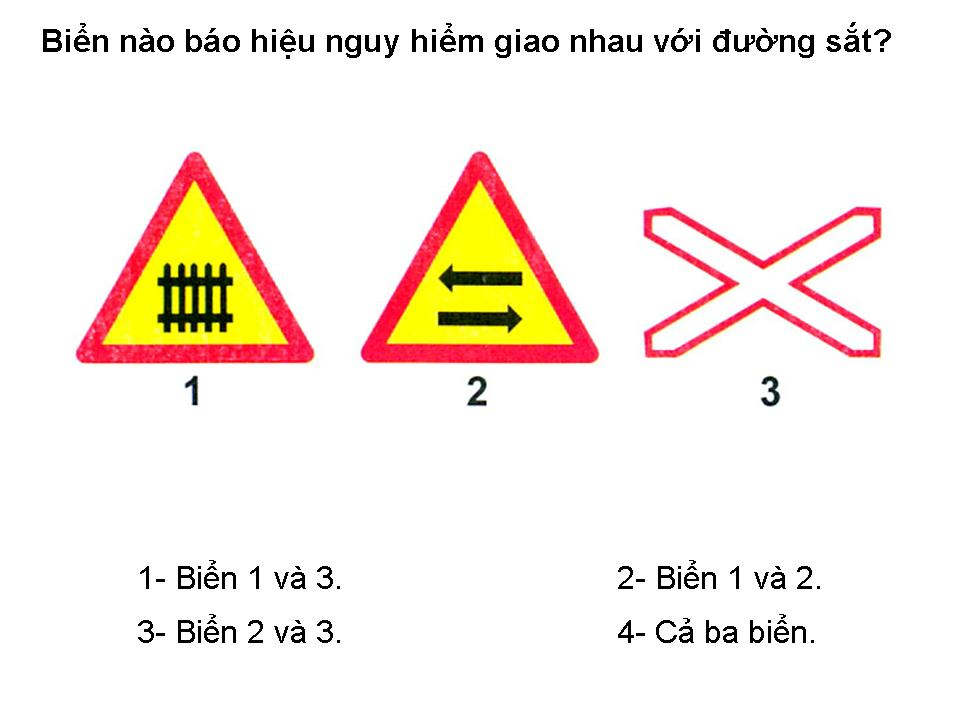 Biển nào báo hiệu nguy hiểm giao nhau với đường sắt?
1 2 3
1- Biển 1 và 3. 2- Biển 1 và 2.
3- Biển 2 và 3. 4- Cả ba biển.